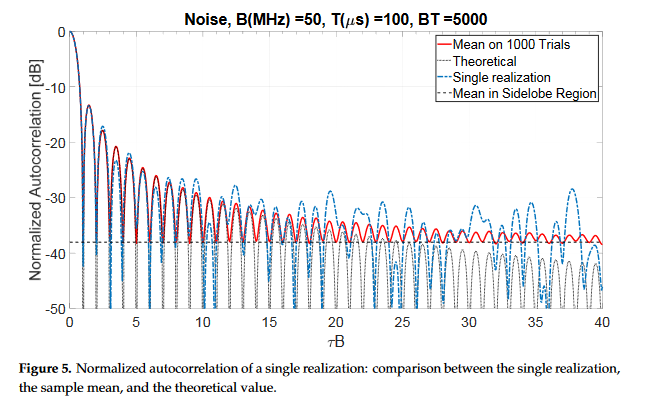 Noise, B(MHz) =50, T(μs) =100, BT =5000
Normalized Autocorrelation [dB]
0
-10
-20
-30
-40
-50
Mean on 1000 Trials
Theoretical
Single realization
Mean in Sidelobe Region
0 5 10 15 20 25 30 35 40
τB
Figure 5. Normalized autocorrelation of a single realization: comparison between the single realization,
the sample mean, and the theoretical value.